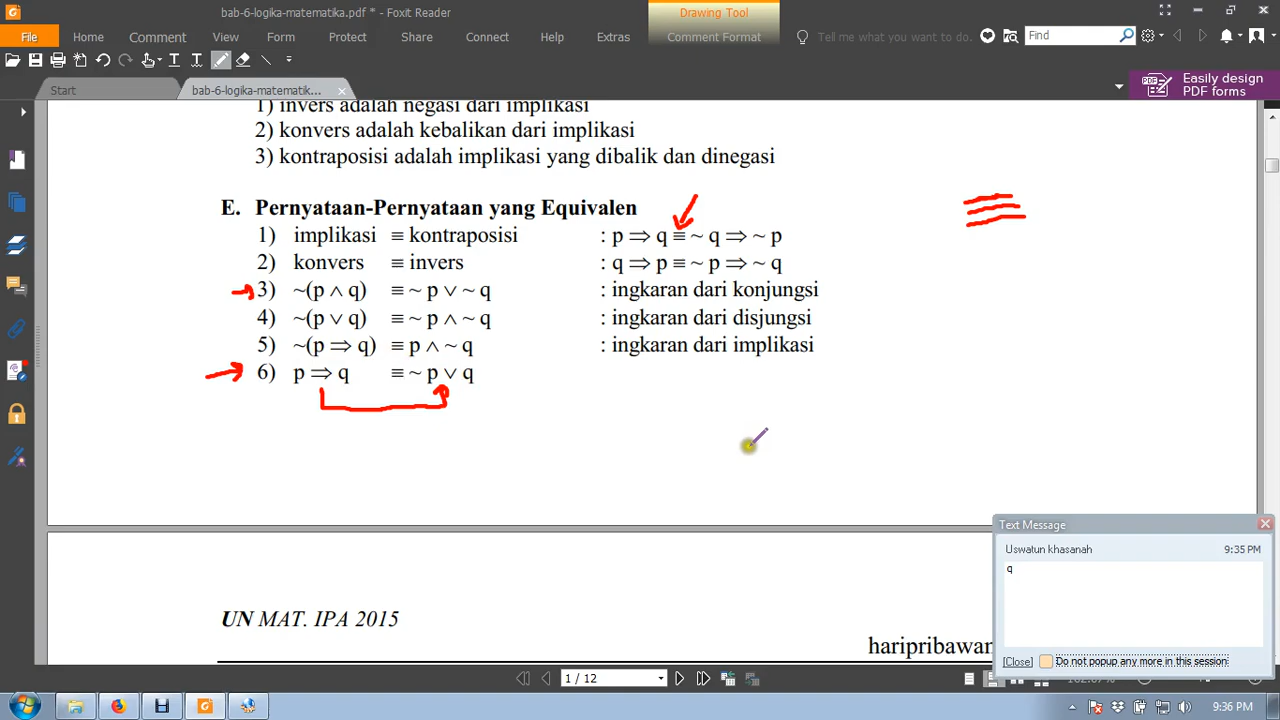 bab-6-logika-matematika.pdf * - Foxit Reader
Drawing Tool
File Home Comment View Form Protect Share Connect Help Extras Comment Format Tell me what you want to do.. Find
Start
bab-6-logika-matematik...
Easily design
PDF forms
1) invers adalah negasi dari implikasi
2) konvers adalah kebalikan dari implikasi
3) kontraposisi adalah implikasi yang dibalik dan dinegasi
E. Pernyataan-Pernyataan yang Equivalen
1) implikasi ≡ kontraposisi : p ⇒ q ≡ ~ q ⇒ ~ p
2) konvers ≡ invers : q ⇒ p ≡ ~ p ⇒ ~ q
3) ~(p ∧ q) ≡ ~ p ∨ ~ q : ingkaran dari konjungsi
4) ~(p ∨ q) ≡ ~ p ∧ ~ q : ingkaran dari disjungsi
5) ~(p ⇒ q) ≡ p ∧ ~ q : ingkaran dari implikasi
6) p ⇒ q ≡ ~ p ∨ q
Text Message
Uswatun khasanah 9:35 PM
q
UN MAT. IPA 2015
haripribawan
[Close] Do not popup any more in this session
1 / 12
9:36 PM